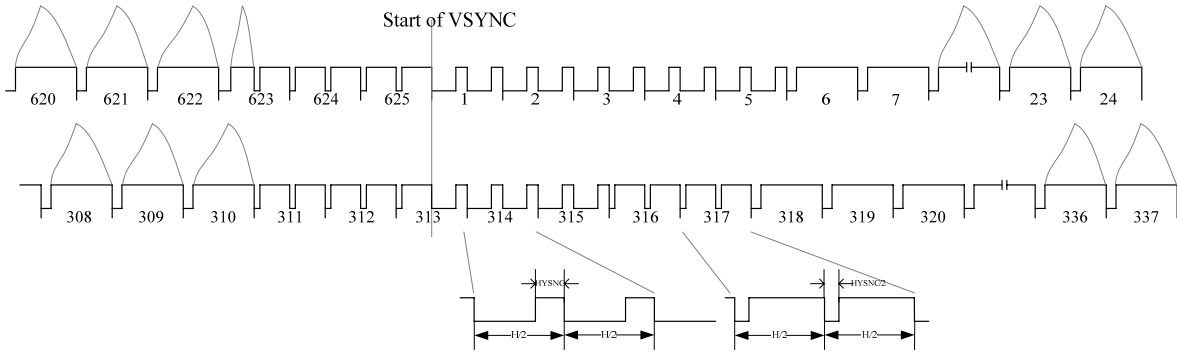 Start of VSYNC
620 621 622 623 624 625 1 2 3 4 5 6 7 23 24
308 309 310 311 312 313 314 315 316 317 318 319 320 336 337
HYSNC HYSNC/2
H/2 H/2 H/2 H/2